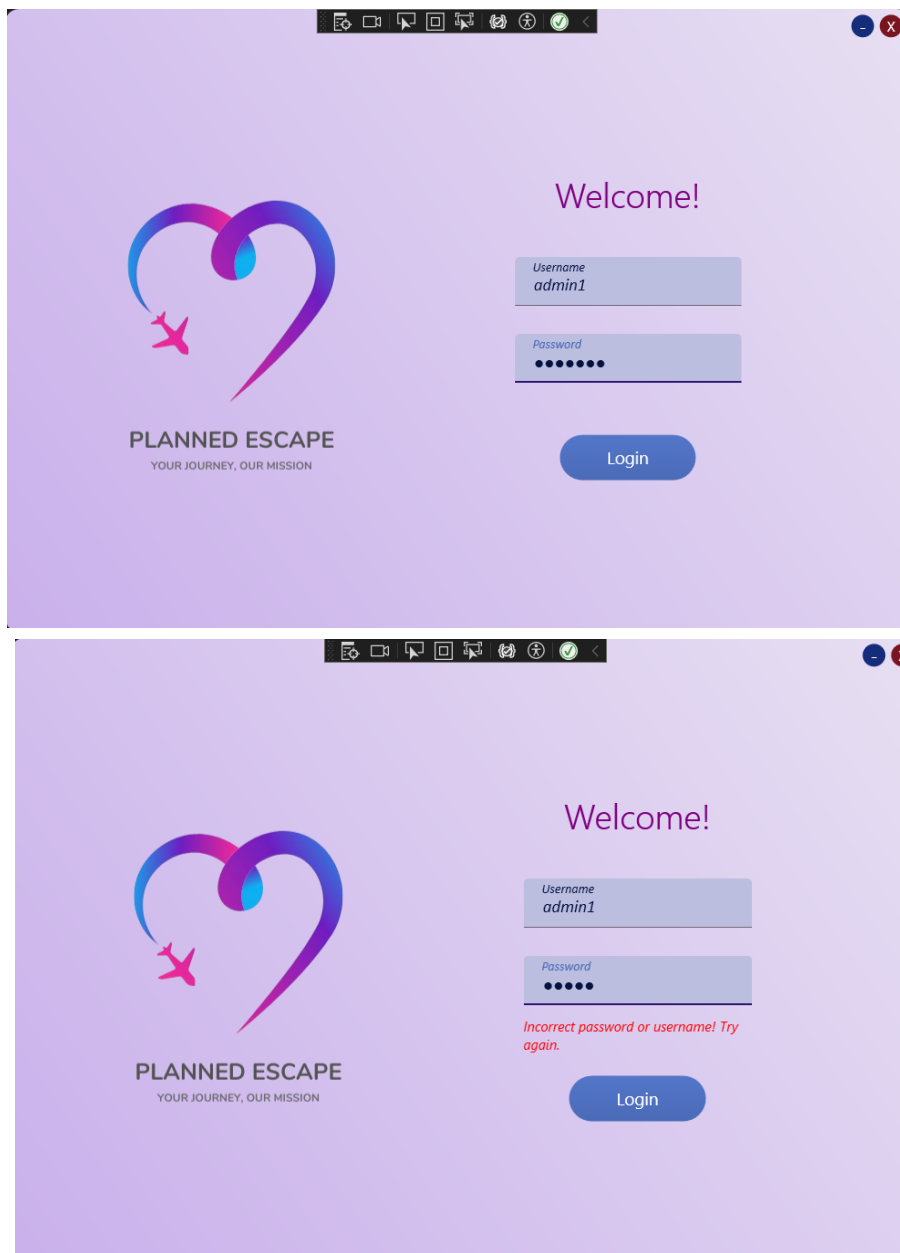 - X
Welcome!
Username
admin1
Password
●●●●●●●
PLANNED ESCAPE
YOUR JOURNEY, OUR MISSION
Login
-
Welcome!
Username
admin1
Password
●●●●●
Incorrect password or username! Try
again.
PLANNED ESCAPE
YOUR JOURNEY, OUR MISSION
Login